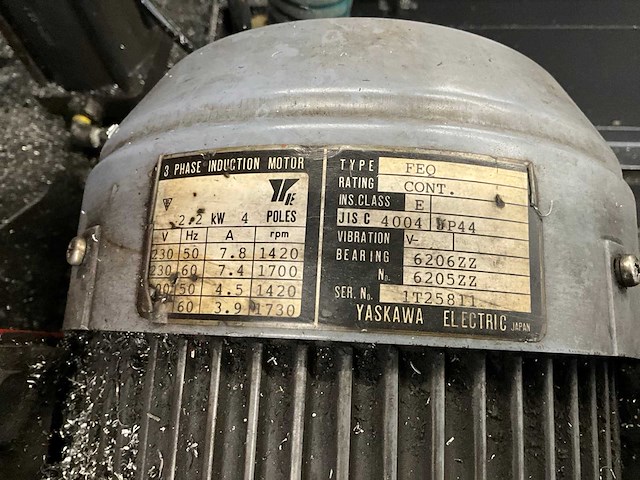 3 PHASE INDUCTION MOTOR
2.2 kW 4 POLES
V Hz A rpm
230 50 7.8 1420
230 60 7.4 1700
50 4.5 1420
60 3.9 1730
TYPE FEQ
RATING CONT.
INS.CLASS E
JIS C 4004 P44
VIBRATION V-
BEARING 6206ZZ
No. 6205ZZ
SER. No. 1T25811
YASKAWA ELECTRIC JAPAN